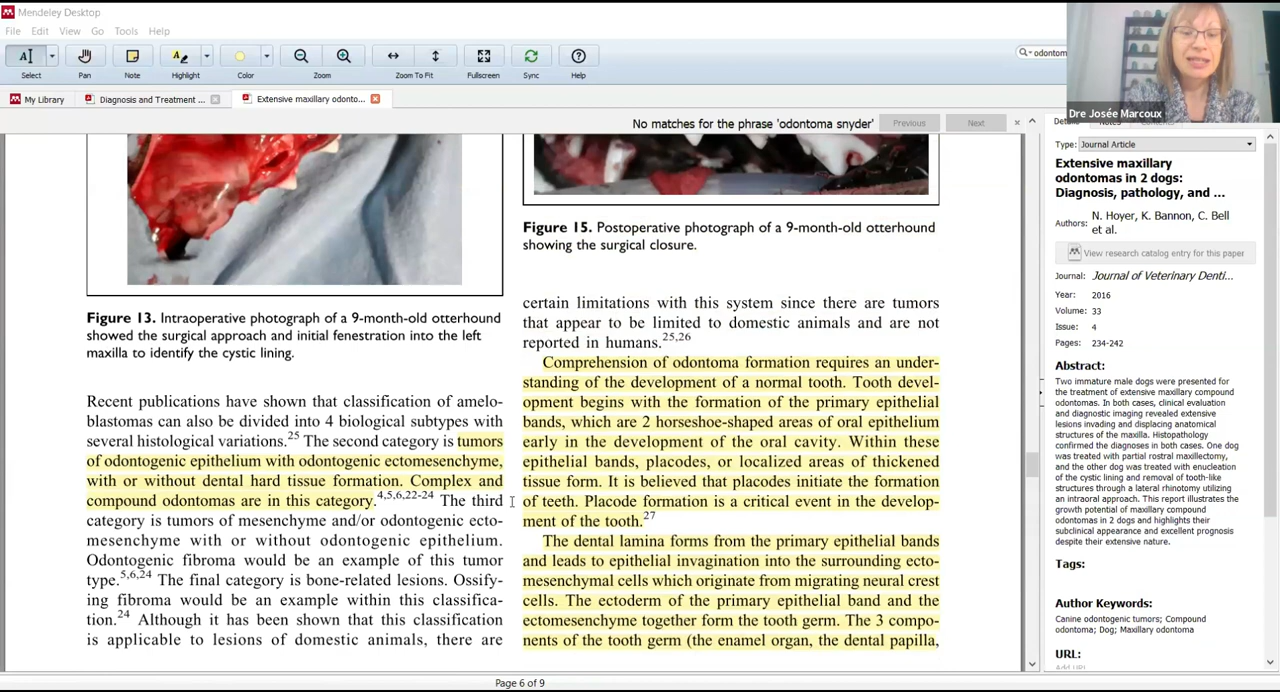 Mendeley Desktop
File Edit View Go Tools Help
Select Pan Note Highlight Color Zoom Zoom To Fit Fullscreen Sync Help
odontom
Dre Josée Marcoux
My Library
Diagnosis and Treatment ...
Extensive maxillary odonto...
No matches for the phrase 'odontoma snyder' Previous Next
Figure 13. Intraoperative photograph of a 9-month-old otterhound
showed the surgical approach and initial fenestration into the left
maxilla to identify the cystic lining.
Recent publications have shown that classification of amelo-
blastomas can also be divided into 4 biological subtypes with
several histological variations.25 The second category is tumors
of odontogenic epithelium with odontogenic ectomesenchyme,
with or without dental hard tissue formation. Complex and
compound odontomas are in this category.4,5,6,22-24 The third
category is tumors of mesenchyme and/or odontogenic ecto-
mesenchyme with or without odontogenic epithelium.
Odontogenic fibroma would be an example of this tumor
type.5,6,24 The final category is bone-related lesions. Ossify-
ing fibroma would be an example within this classifica-
tion.24 Although it has been shown that this classification
is applicable to lesions of domestic animals, there are
Figure 15. Postoperative photograph of a 9-month-old otterhound
showing the surgical closure.
certain limitations with this system since there are tumors
that appear to be limited to domestic animals and are not
reported in humans.25,26
Comprehension of odontoma formation requires an under-
standing of the development of a normal tooth. Tooth devel-
opment begins with the formation of the primary epithelial
bands, which are 2 horseshoe-shaped areas of oral epithelium
early in the development of the oral cavity. Within these
epithelial bands, placodes, or localized areas of thickened
tissue form. It is believed that placodes initiate the formation
of teeth. Placode formation is a critical event in the develop-
ment of the tooth.27
The dental lamina forms from the primary epithelial bands
and leads to epithelial invagination into the surrounding ecto-
mesenchymal cells which originate from migrating neural crest
cells. The ectoderm of the primary epithelial band and the
ectomesenchyme together form the tooth germ. The 3 compo-
nents of the tooth germ (the enamel organ, the dental papilla,
Page 6 of 9
Details Notes Contents
Type: Journal Article
Extensive maxillary
odontomas in 2 dogs:
Diagnosis, pathology, and ...
Authors: N. Hoyer, K. Bannon, C. Bell
et al.
View research catalog entry for this paper
Journal: Journal of Veterinary Denti...
Year: 2016
Volume: 33
Issue: 4
Pages: 234-242
Abstract:
Two immature male dogs were presented for
the treatment of extensive maxillary compound
odontomas. In both cases, clinical evaluation
and diagnostic imaging revealed extensive
lesions invading and displacing anatomical
structures of the maxilla. Histopathology
confirmed the diagnoses in both cases. One dog
was treated with partial rostral maxillectomy,
and the other dog was treated with enucleation
of the cystic lining and removal of tooth-like
structures through a lateral rhinotomy utilizing
an intraoral approach. This report illustrates the
growth potential of maxillary compound
odontomas in 2 dogs and highlights their
subclinical appearance and excellent prognosis
despite their extensive nature.
Tags:
Author Keywords:
Canine odontogenic tumors; Compound
odontoma; Dog; Maxillary odontoma
URL:
Add URL